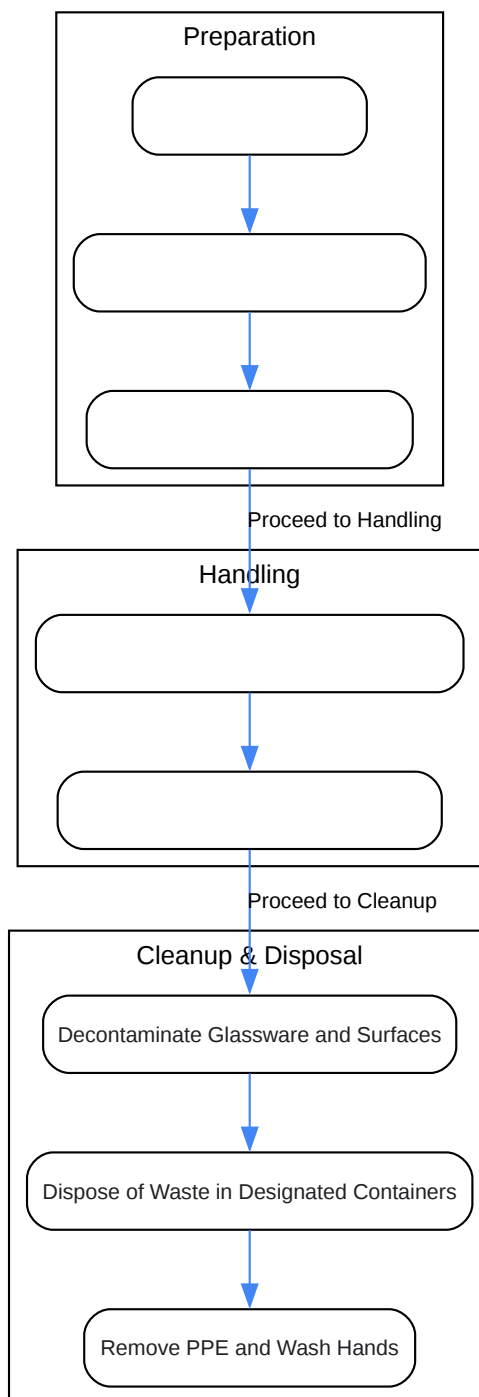 Preparation
Proceed to Handling
Handling
Proceed to Cleanup
Cleanup & Disposal
Decontaminate Glassware and Surfaces
Dispose of Waste in Designated Containers
Remove PPE and Wash Hands